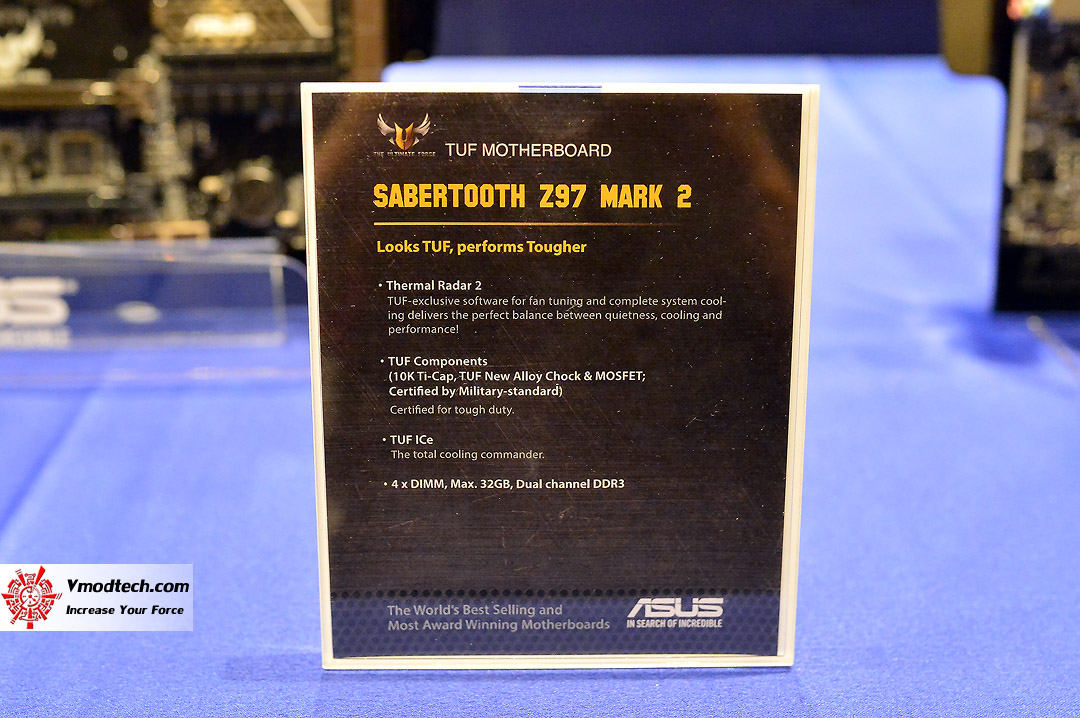 THE ULTIMATE FORCE
TUF MOTHERBOARD
SABERTOOTH Z97 MARK 2
Looks TUF, performs Tougher
• Thermal Radar 2
TUF-exclusive software for fan tuning and complete system cool-
ing delivers the perfect balance between quietness, cooling and
performance!
• TUF Components
(10K Ti-Cap, TUF New Alloy Chock & MOSFET;
Certified by Military-standard)
Certified for tough duty.
• TUF ICe
The total cooling commander.
• 4 x DIMM, Max. 32GB, Dual channel DDR3
The World's Best Selling and
Most Award Winning Motherboards
ASUS
IN SEARCH OF INCREDIBLE
Vmodtech.com
Increase Your Force